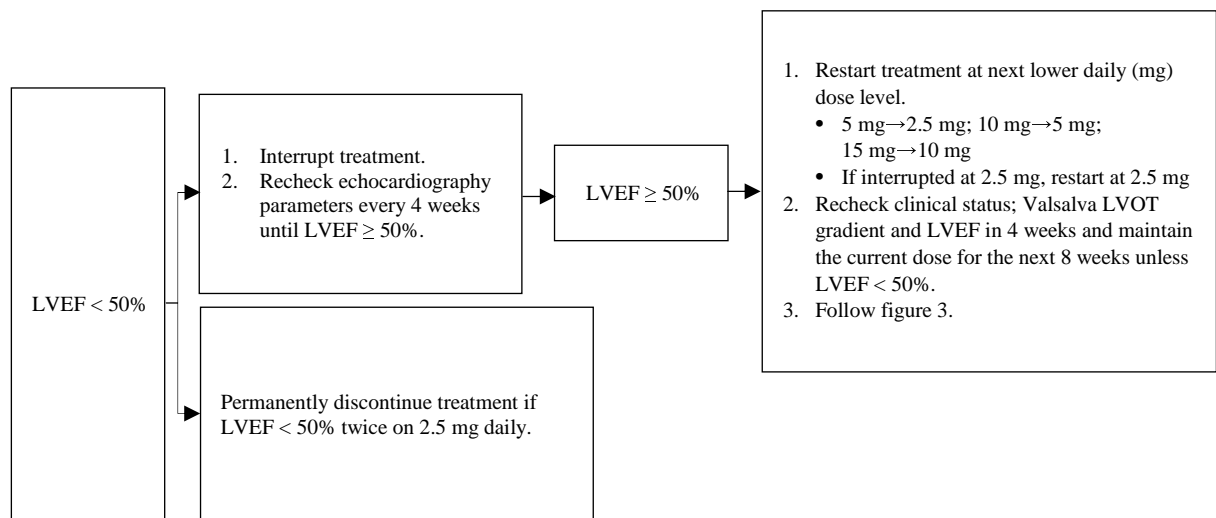 LVEF < 50%
1. Interrupt treatment.
2. Recheck echocardiography
parameters every 4 weeks
until LVEF ≥ 50%.
Permanently discontinue treatment if
LVEF < 50% twice on 2.5 mg daily.
LVEF ≥ 50%
1. Restart treatment at next lower daily (mg)
dose level.
• 5 mg→2.5 mg; 10 mg→5 mg;
15 mg→10 mg
• If interrupted at 2.5 mg, restart at 2.5 mg
2. Recheck clinical status; Valsalva LVOT
gradient and LVEF in 4 weeks and maintain
the current dose for the next 8 weeks unless
LVEF < 50%.
3. Follow figure 3.